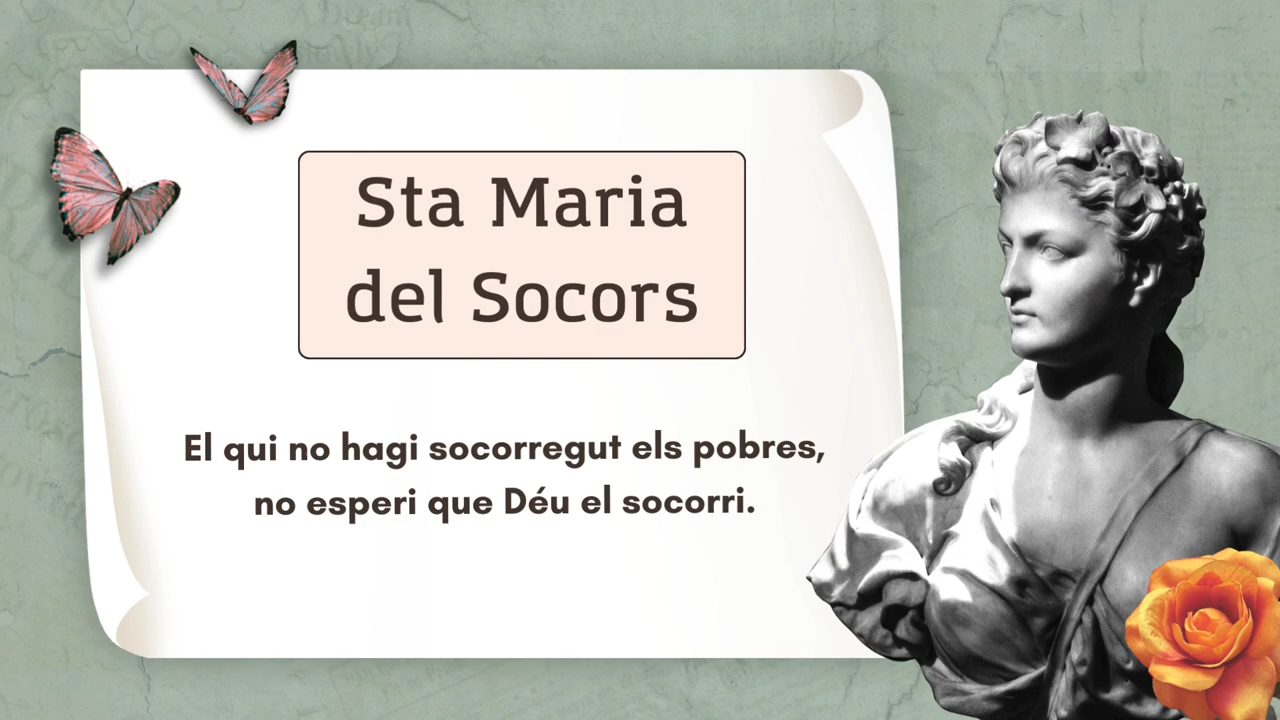 Sta Maria
del Socors
El qui no hagi socorregut els pobres,
no esperi que Déu el socorri.